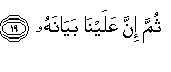 ثُمَّ إِنَّ عَلَيْنَا بَيَانَهُۥ ١٩